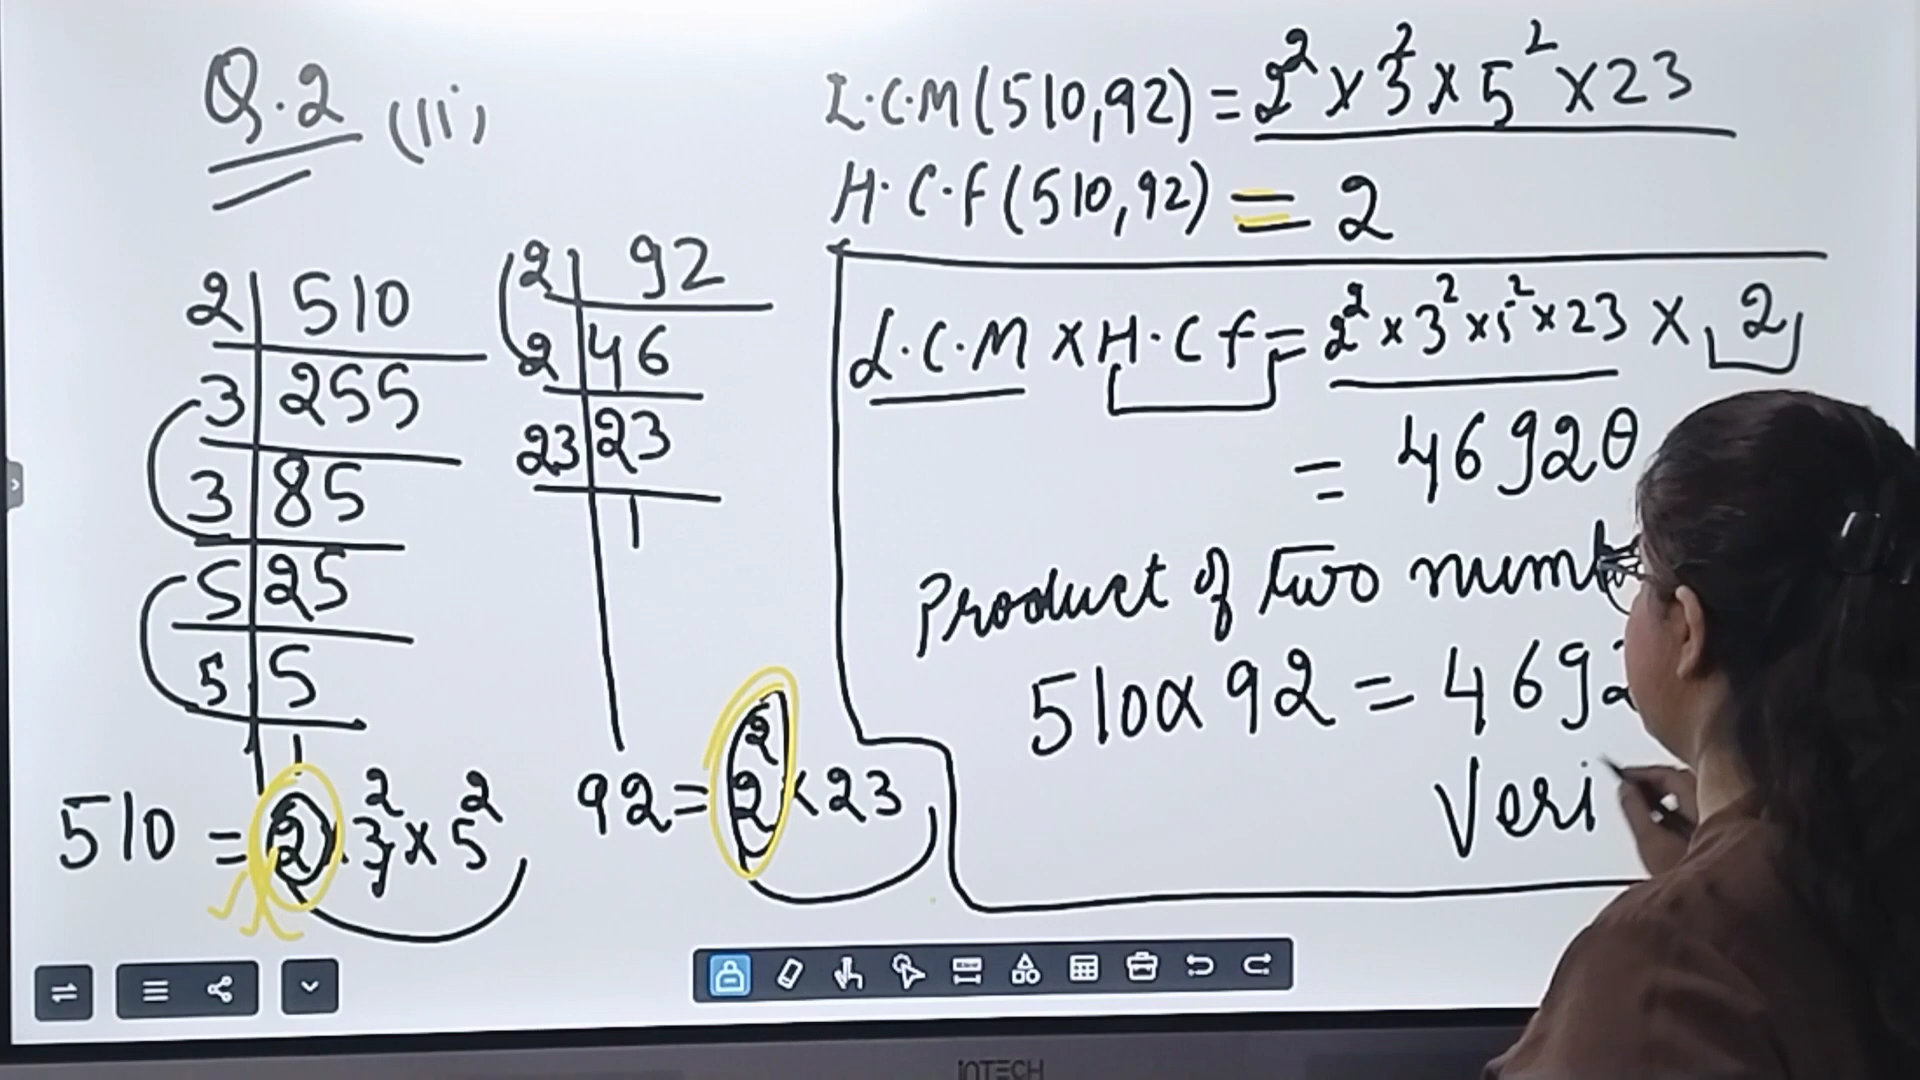 Q.2 (ii)
2 | 510
3 | 255
3 | 85
5 | 25
5 | 5
1
510 = 2 . 3² × 5²
2 | 92
2 | 46
23 | 23
1
92 = 2² × 23
L.C.M (510,92) = 2² × 3² × 5² × 23
H.C.F (510,92) = 2
L.C.M × H.C.F = 2² × 3² × 5² × 23 × 2
= 46920
Product of two
510 × 92 = 4692
Veri
INTECH